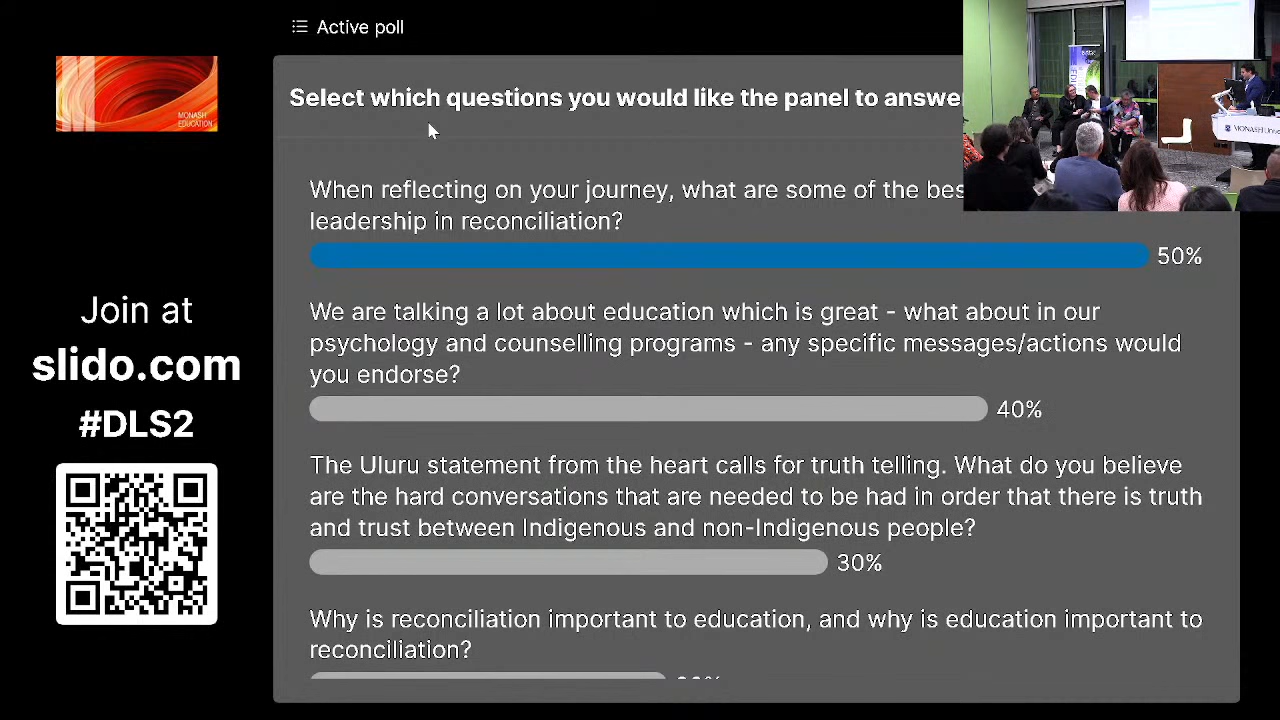 Active poll
Select which questions you would like the panel to
MONASH
EDUCATION
When reflecting on your journey, what are some of the
leadership in reconciliation?
50%
We are talking a lot about education which is great - what about in our
psychology and counselling programs - any specific messages/actions would
you endorse?
40%
Join at
slido.com
#DLS2
The Uluru statement from the heart calls for truth telling. What do you believe
are the hard conversations that are needed to be had in order that there is truth
and trust between Indigenous and non-Indigenous people?
30%
Why is reconciliation important to education, and why is education important to
reconciliation?
MONASH